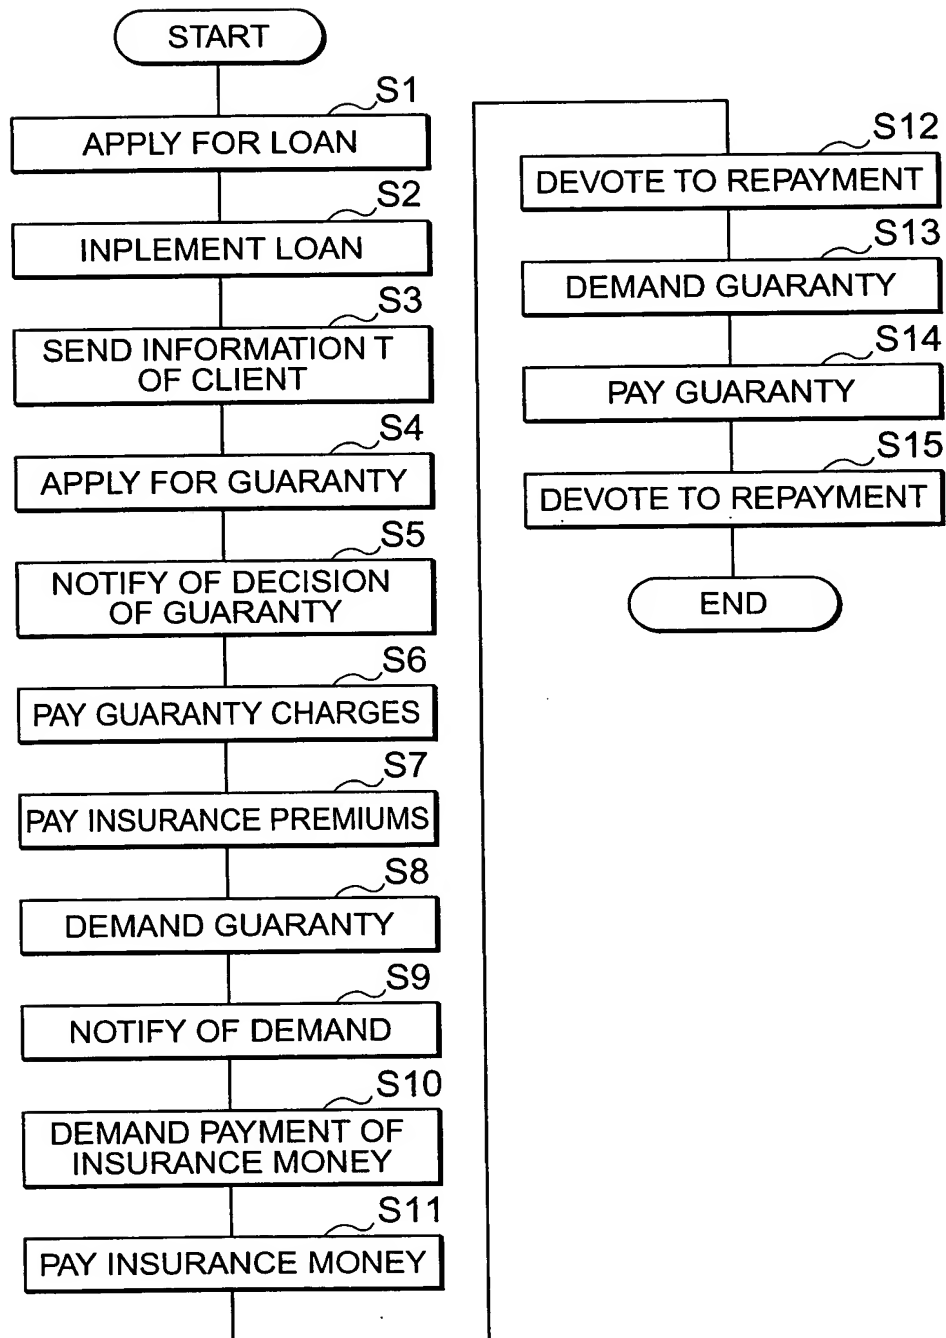 START
S1
APPLY FOR LOAN
S2
INPLEMENT LOAN
S3
SEND INFORMATION T
OF CLIENT
S4
APPLY FOR GUARANTY
S5
NOTIFY OF DECISION
OF GUARANTY
S6
PAY GUARANTY CHARGES
S7
PAY INSURANCE PREMIUMS
S8
DEMAND GUARANTY
S9
NOTIFY OF DEMAND
S10
DEMAND PAYMENT OF
INSURANCE MONEY
S11
PAY INSURANCE MONEY
S12
DEVOTE TO REPAYMENT
S13
DEMAND GUARANTY
S14
PAY GUARANTY
S15
DEVOTE TO REPAYMENT
END